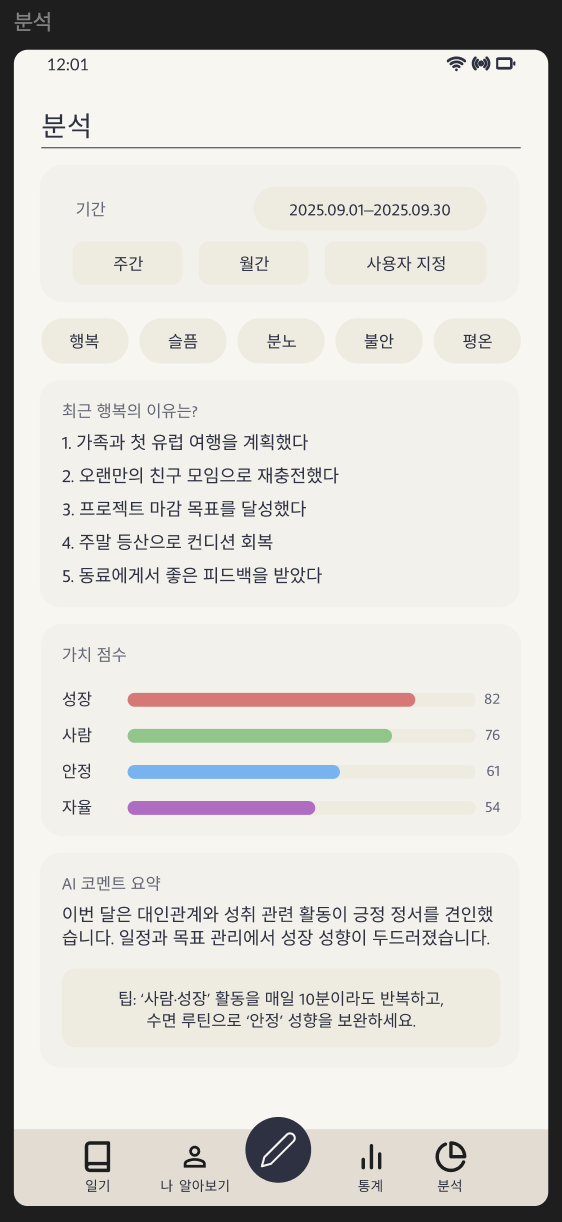 분석
12:01
분석
기간
2025.09.01–2025.09.30
주간 월간 사용자 지정
행복 슬픔 분노 불안 평온
최근 행복의 이유는?
1. 가족과 첫 유럽 여행을 계획했다
2. 오랜만의 친구 모임으로 재충전했다
3. 프로젝트 마감 목표를 달성했다
4. 주말 등산으로 컨디션 회복
5. 동료에게서 좋은 피드백을 받았다
가치 점수
성장 82
사람 76
안정 61
자율 54
AI 코멘트 요약
이번 달은 대인관계와 성취 관련 활동이 긍정 정서를 견인했
습니다. 일정과 목표 관리에서 성장 성향이 두드러졌습니다.
팁: ‘사람·성장’ 활동을 매일 10분이라도 반복하고,
수면 루틴으로 ‘안정’ 성향을 보완하세요.
일기 나 알아보기 통계 분석